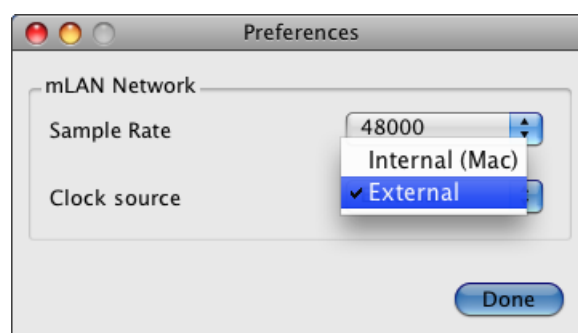 Preferences
mLAN Network
Sample Rate 48000
Internal (Mac)
Clock source ✓ External
Done